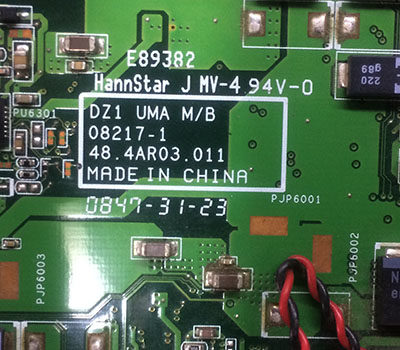 E89382
HannStar J MV-4 94V-0
220
g89
PU6301
DZ1 UMA M/B
08217-1
48.4AR03.011
MADE IN CHINA
0847-31-23
PJP6001
PJP6002
PJP6003
N
e